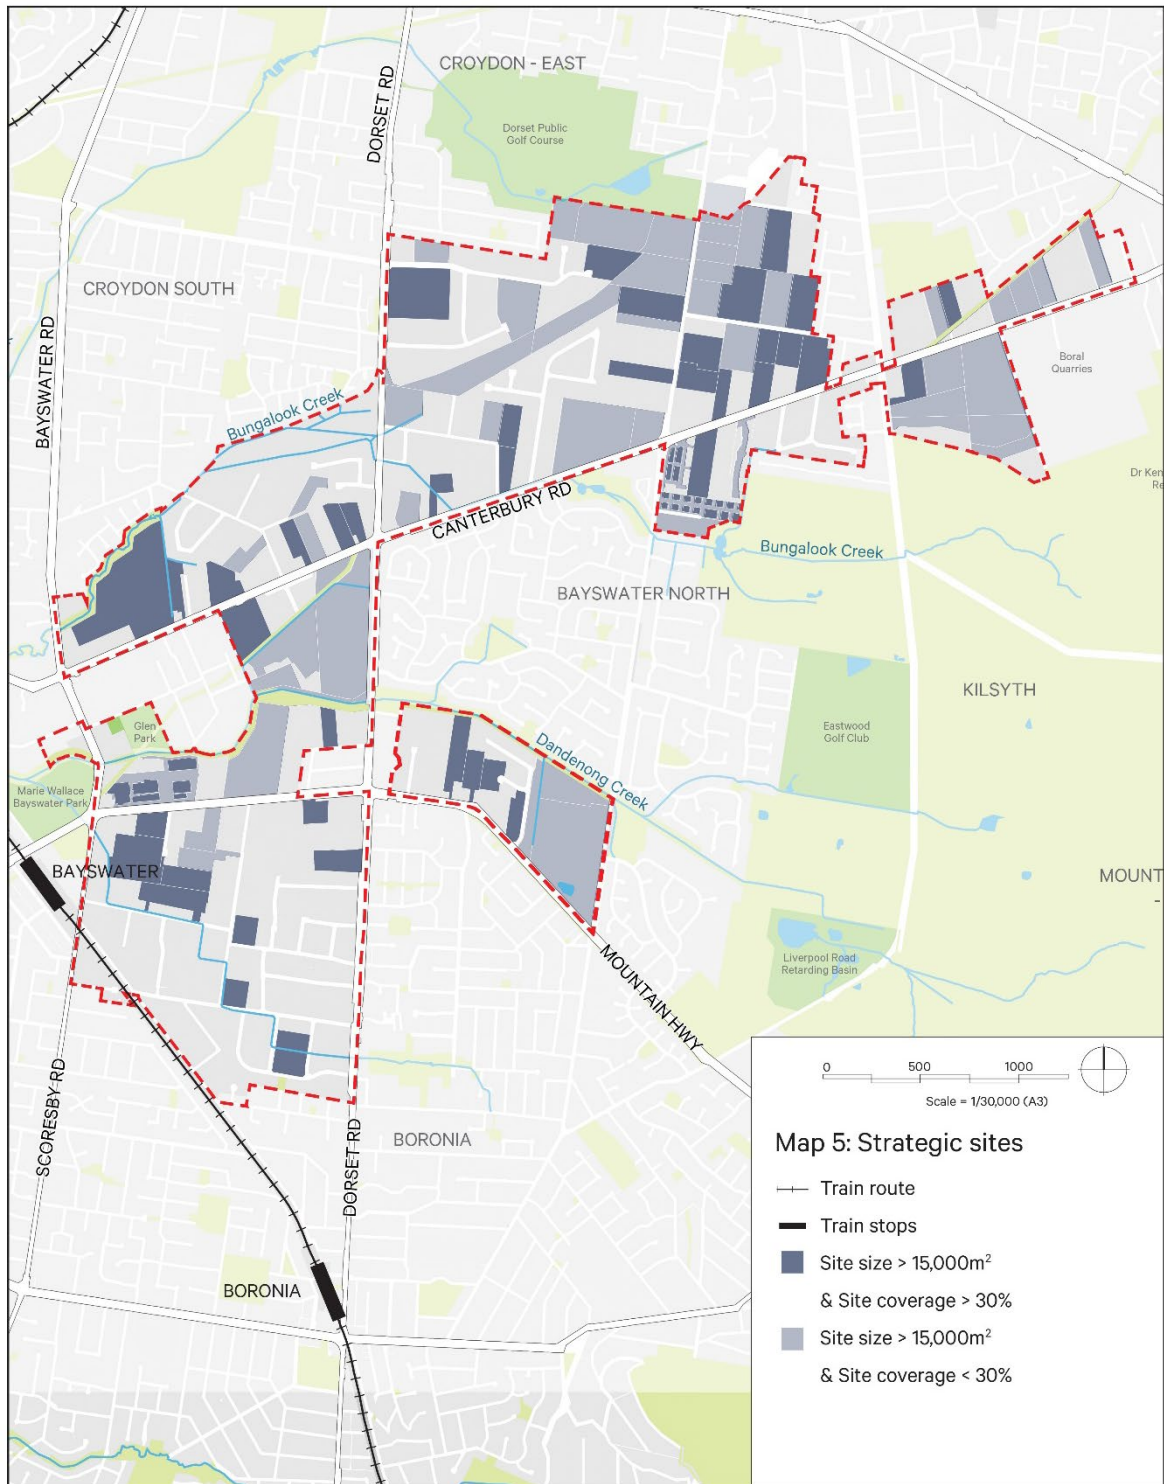 CROYDON - EAST
DORSET RD
Dorset Public
Golf Course
CROYDON SOUTH
BAYSWATER RD
Boral
Quarries
Bungalook Creek
Dr Ken
Re
CANTERBURY RD
Bungalook Creek
BAYSWATER NORTH
KILSYTH
Glen
Park
Eastwood
Golf Club
Dandenong Creek
Marie Wallace
Bayswater Park
BAYSWATER
MOUNT
-
Liverpool Road
Retarding Basin
MOUNTAIN HWY
SCORESBY RD
DORSET RD
BORONIA
BORONIA
0 500 1000
Scale = 1/30,000 (A3)
Map 5: Strategic sites
Train route
Train stops
Site size > 15,000m²
& Site coverage > 30%
Site size > 15,000m²
& Site coverage < 30%